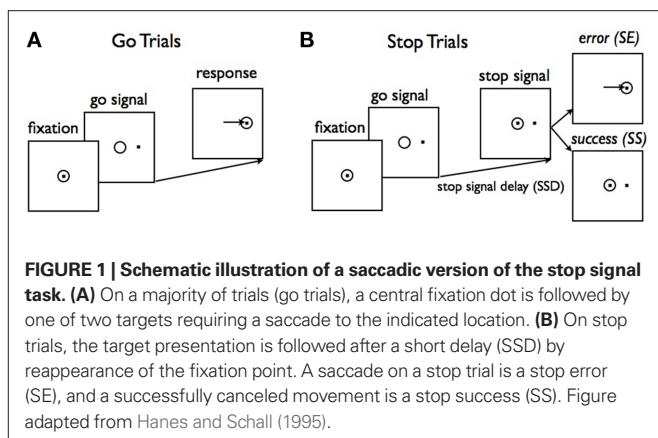 A
Go Trials
response
go signal
fixation
B
Stop Trials
error (SE)
stop signal
go signal
fixation
success (SS)
stop signal delay (SSD)
FIGURE 1 | Schematic illustration of a saccadic version of the stop signal
task. (A) On a majority of trials (go trials), a central fixation dot is followed by
one of two targets requiring a saccade to the indicated location. (B) On stop
trials, the target presentation is followed after a short delay (SSD) by
reappearance of the fixation point. A saccade on a stop trial is a stop error
(SE), and a successfully canceled movement is a stop success (SS). Figure
adapted from Hanes and Schall (1995).